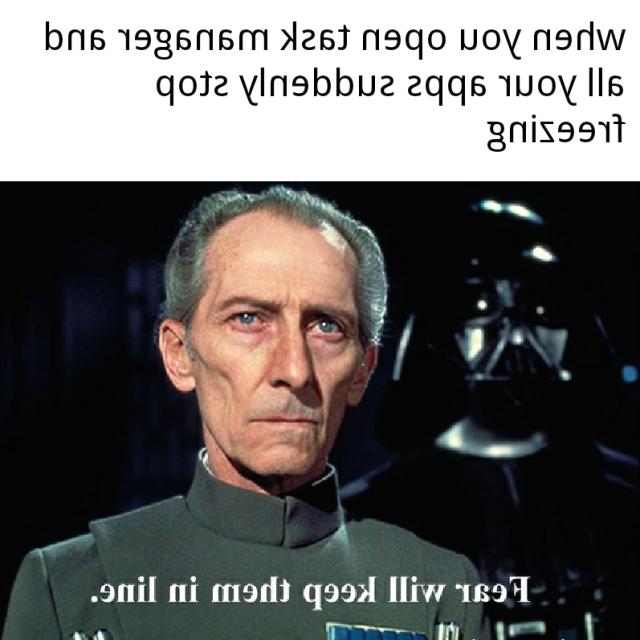 when you open task manager and
all your apps suddenly stop
freezing
Fear will keep them in line.